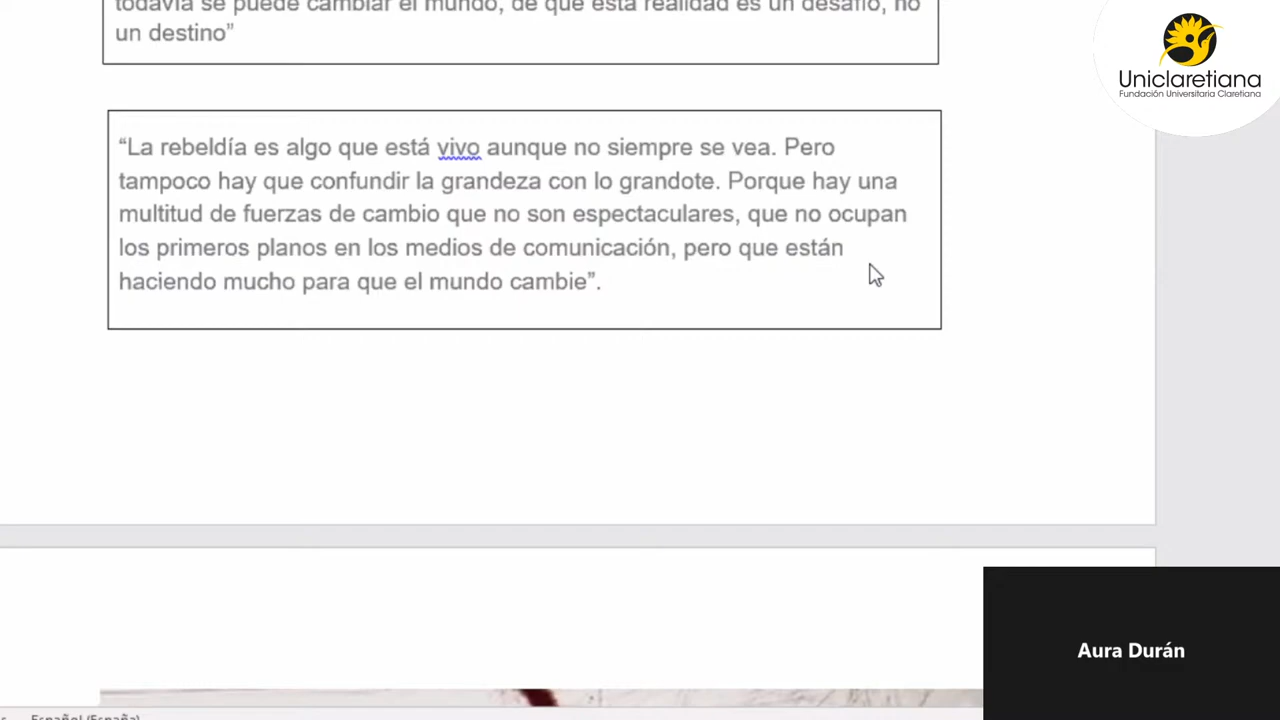 todavía se puede cambiar el mundo, de que esta realidad es un desafío, no
un destino”
“La rebeldía es algo que está vivo aunque no siempre se vea. Pero
tampoco hay que confundir la grandeza con lo grandote. Porque hay una
multitud de fuerzas de cambio que no son espectaculares, que no ocupan
los primeros planos en los medios de comunicación, pero que están
haciendo mucho para que el mundo cambie”.
Uniclaretiana
Fundación Universitaria Claretiana
Aura Durán
Español (España)